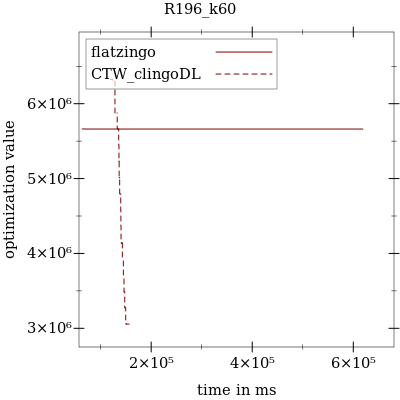 R196_k60
flatzingo
CTW_clingoDL
optimization value
6×10⁶
5×10⁶
4×10⁶
3×10⁶
2×10⁵
4×10⁵
6×10⁵
time in ms